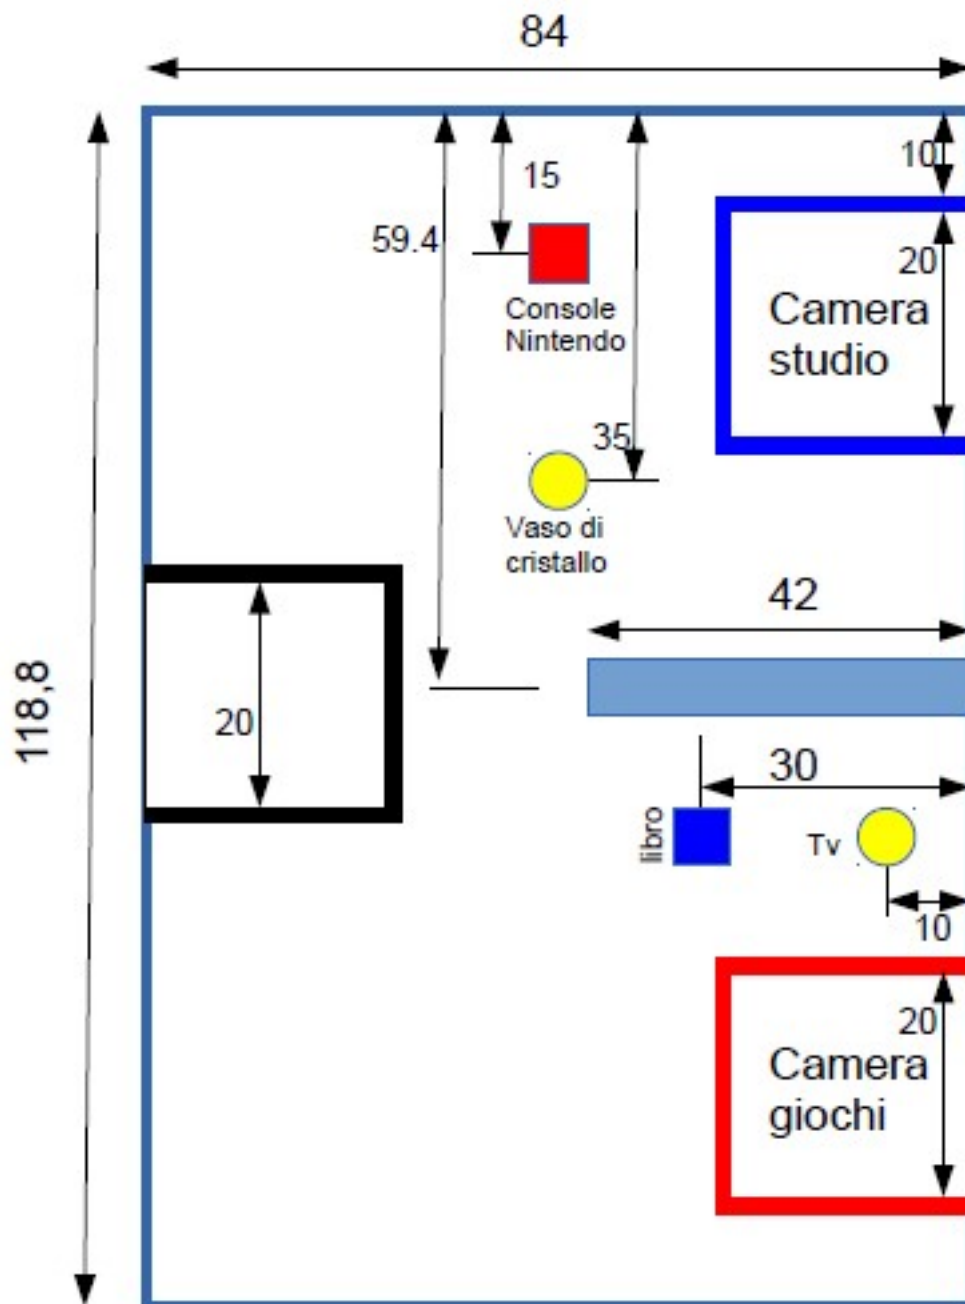 84
10
15
59.4
20
Console
Nintendo
Camera
studio
35
Vaso di
cristallo
42
118,8
20
30
libro
Tv
10
20
Camera
giochi